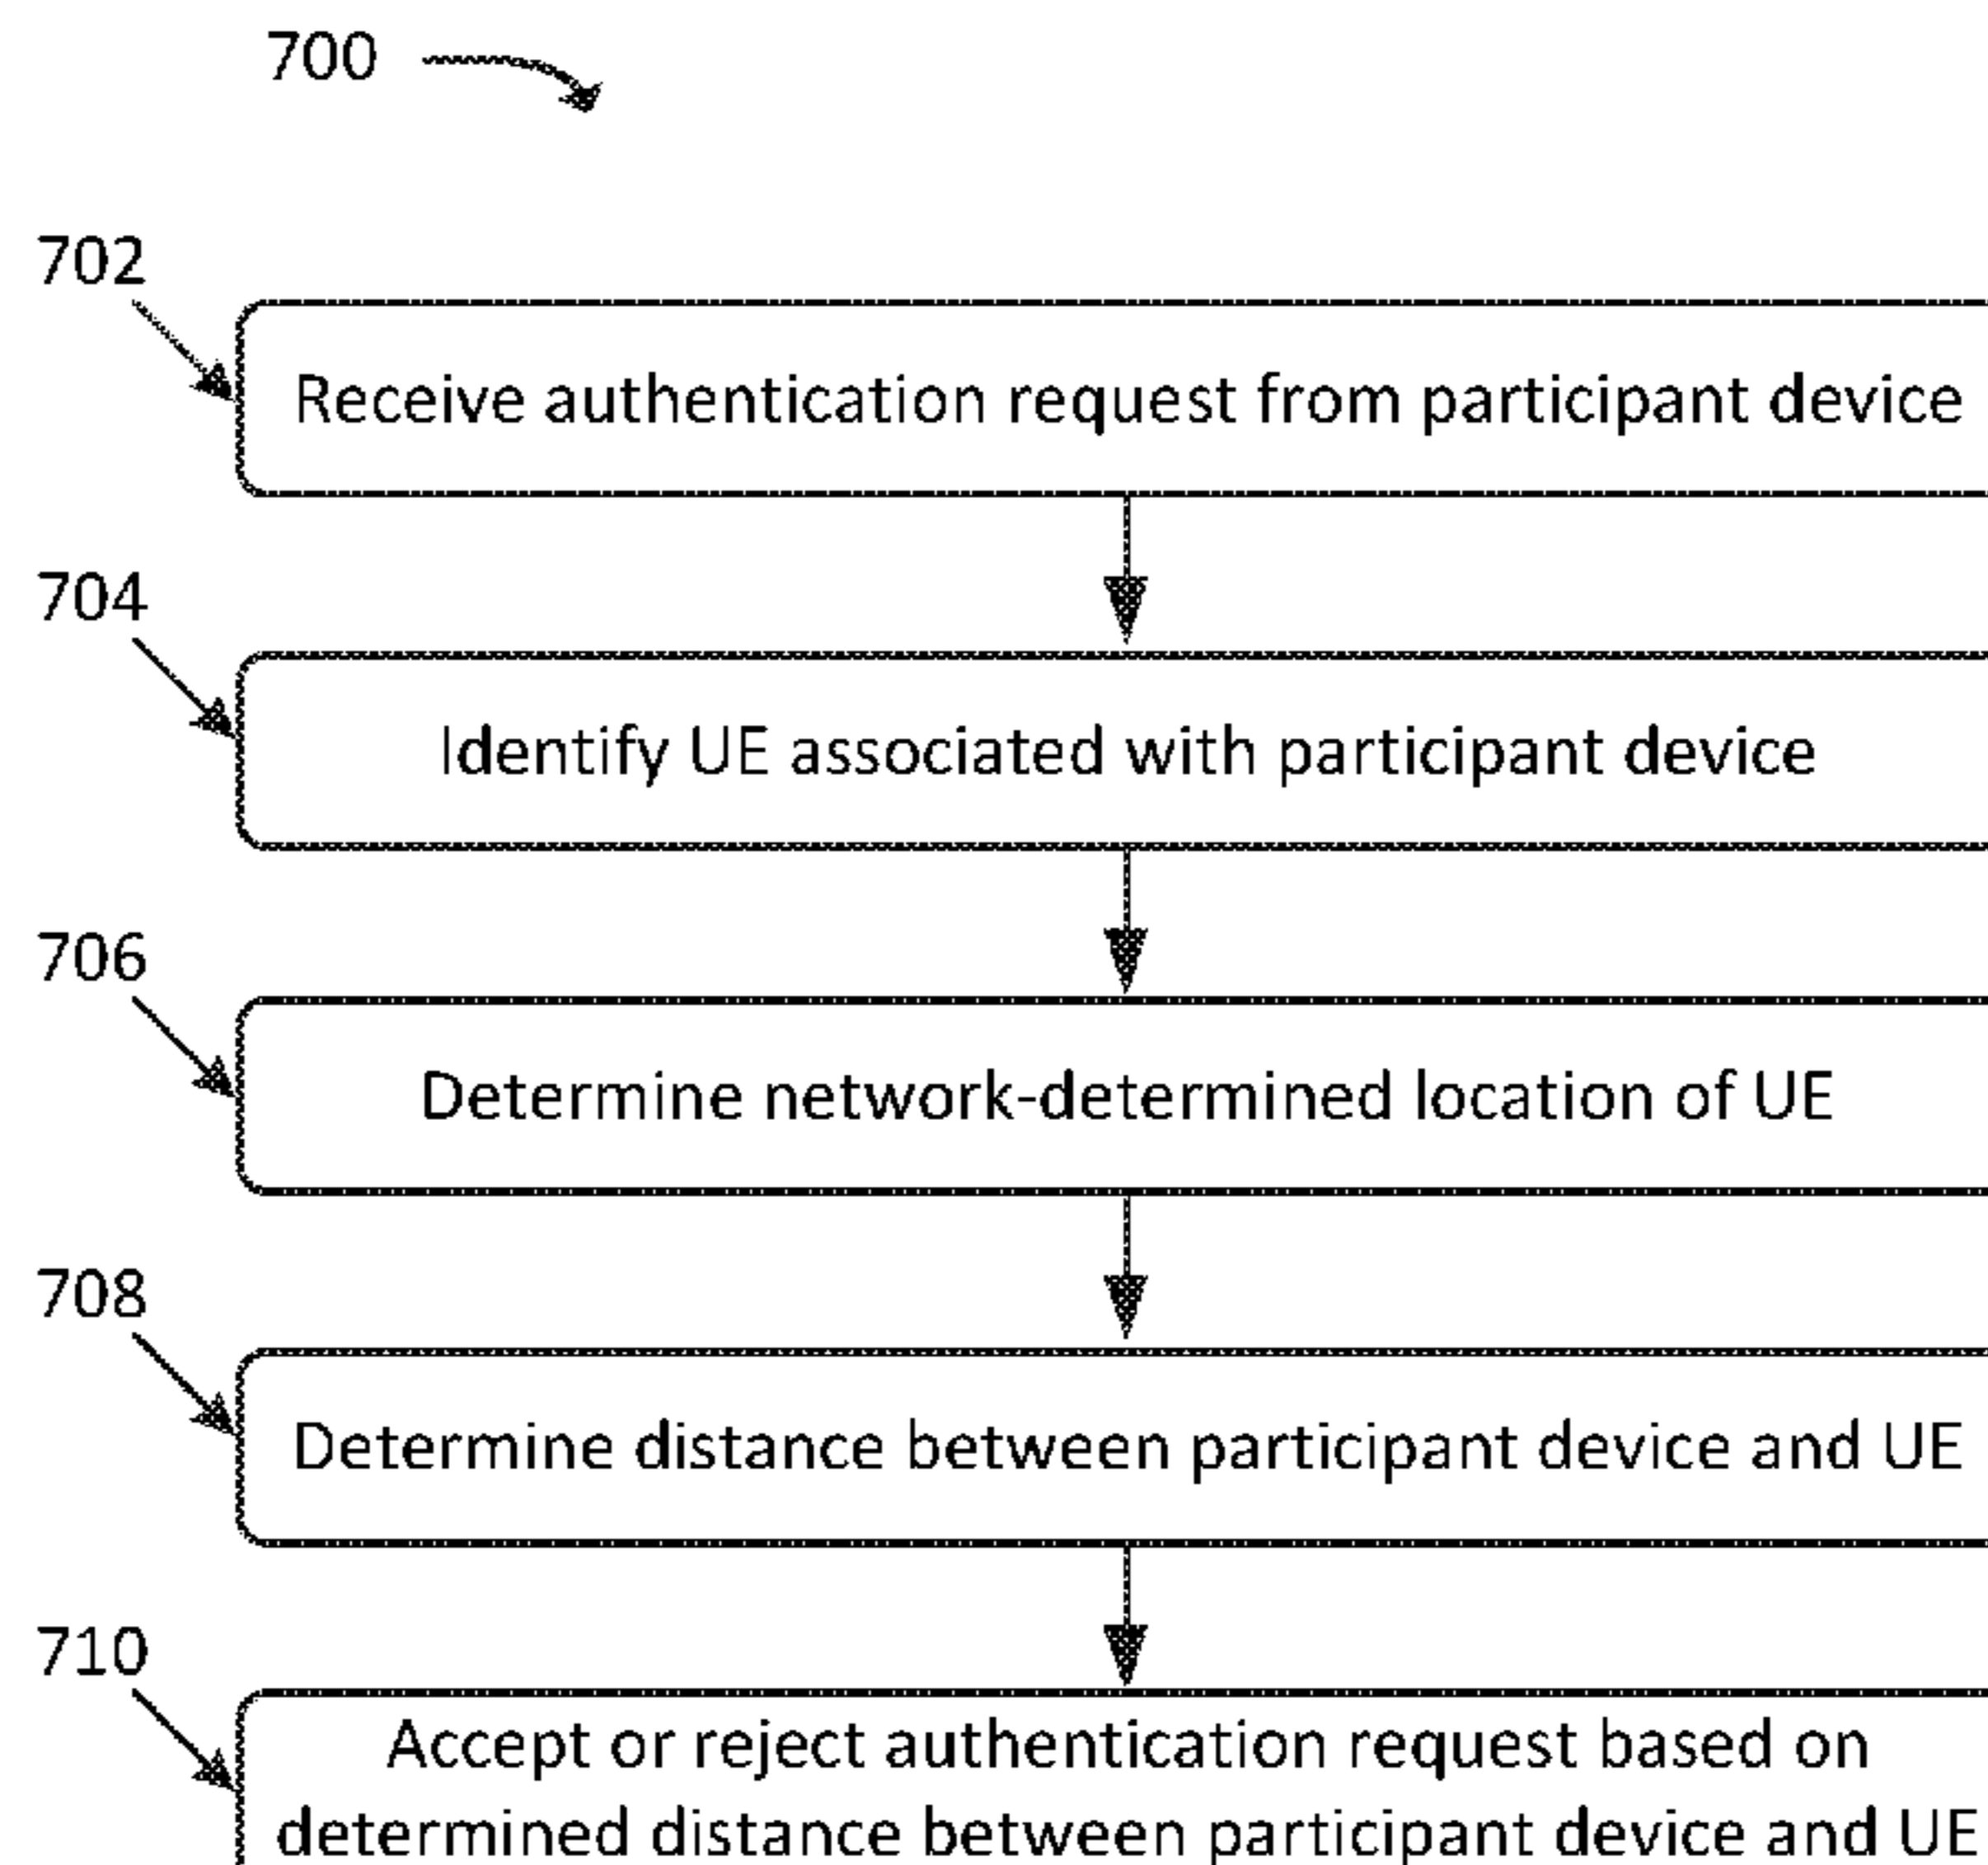 700
702
Receive authentication request from participant device
704
Identify UE associated with participant device
706
Determine network-determined location of UE
708
Determine distance between participant device and UE
710
Accept or reject authentication request based on
determined distance between participant device and UE